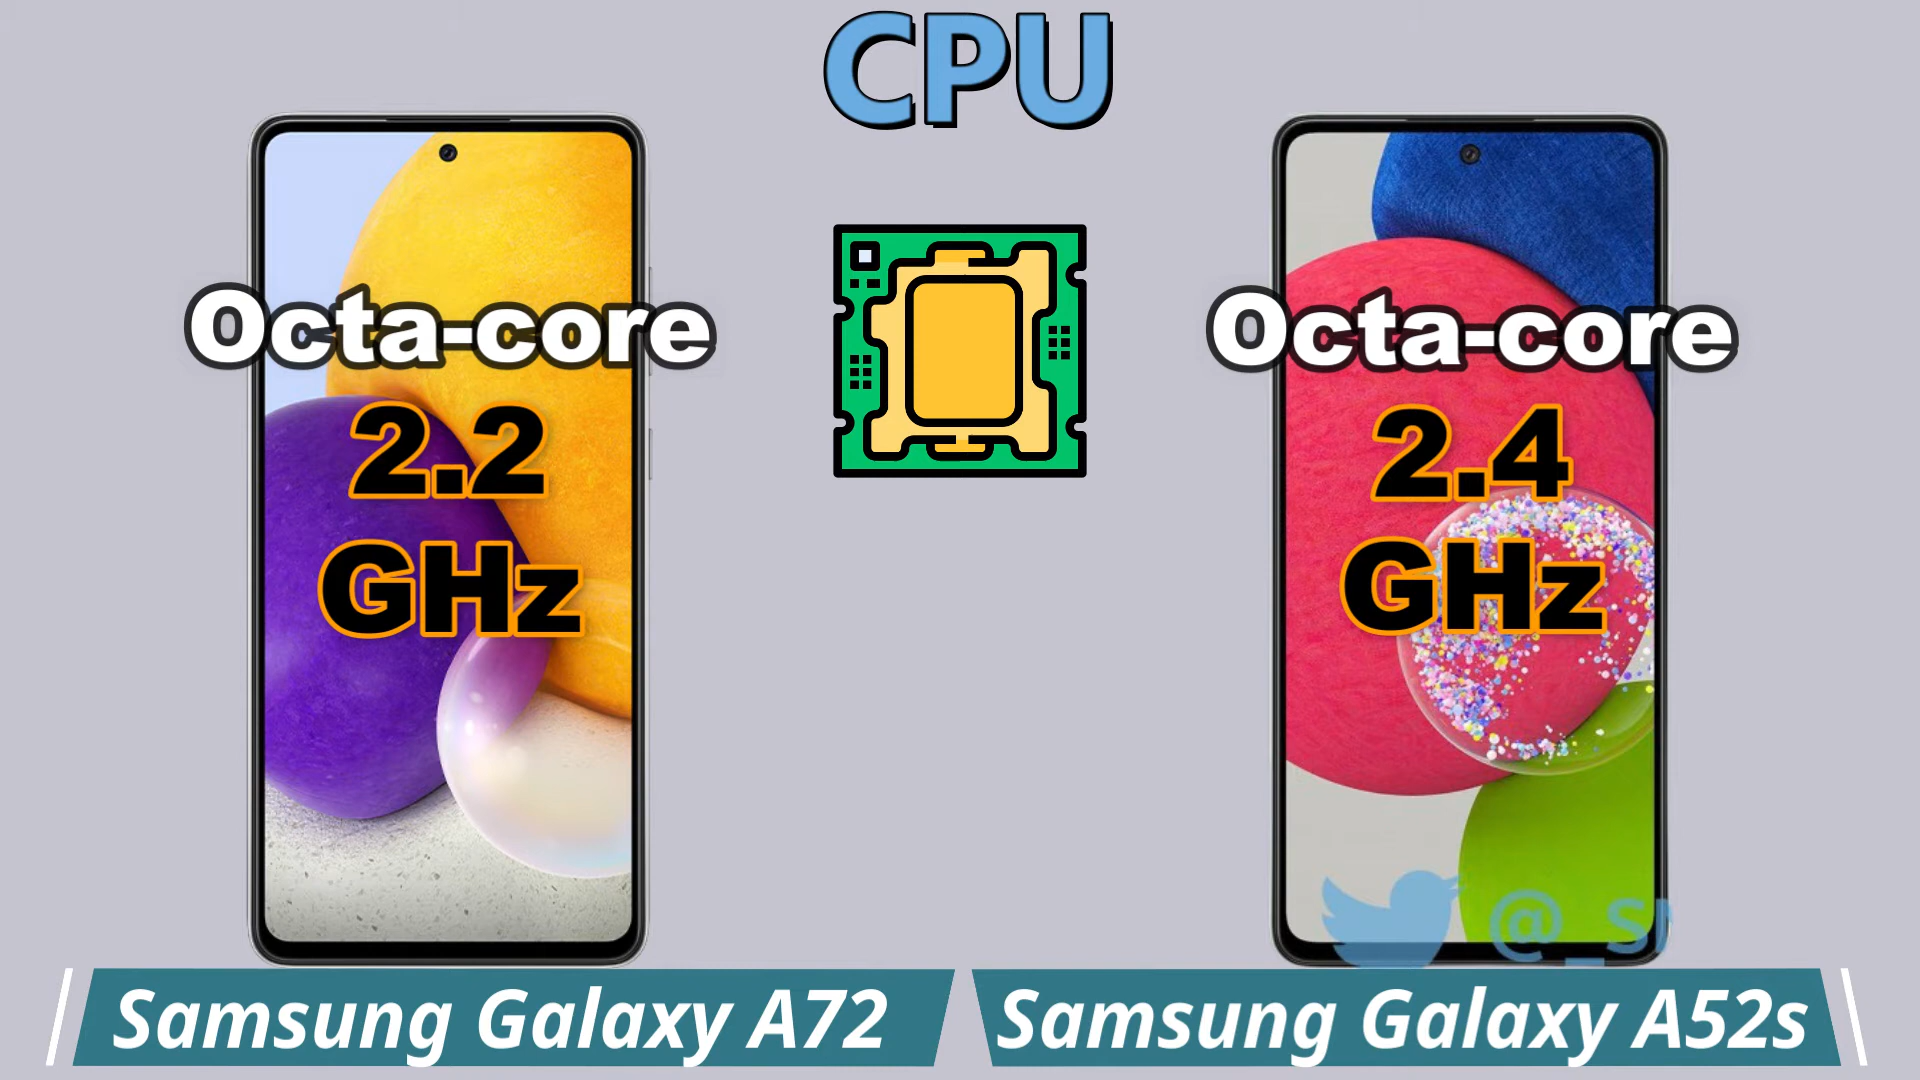 CPU
Octa-core
2.2
GHz
Octa-core
2.4
GHz
Samsung Galaxy A72
Samsung Galaxy A52s